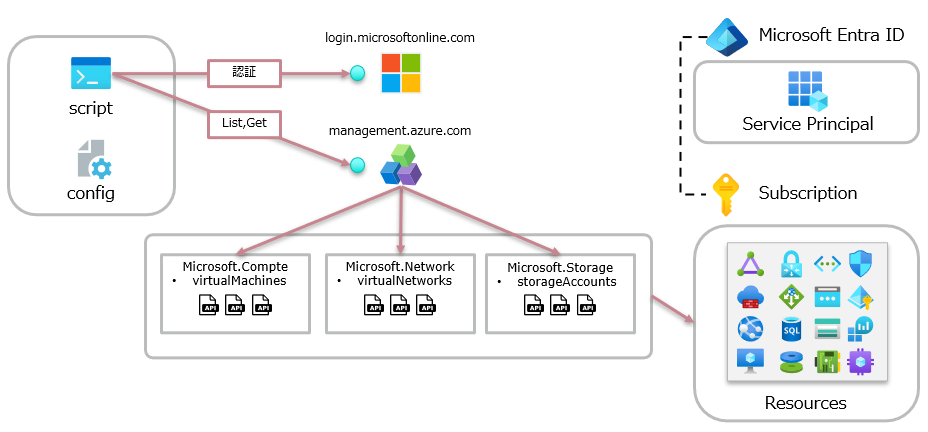 login.microsoftonline.com
認証
script
config
List,Get
management.azure.com
Microsoft.Compte
• virtualMachines
API API API
Microsoft.Network
• virtualNetworks
API API API
Microsoft.Storage
• storageAccounts
API API API
Microsoft Entra ID
Service Principal
Subscription
SQL
Resources